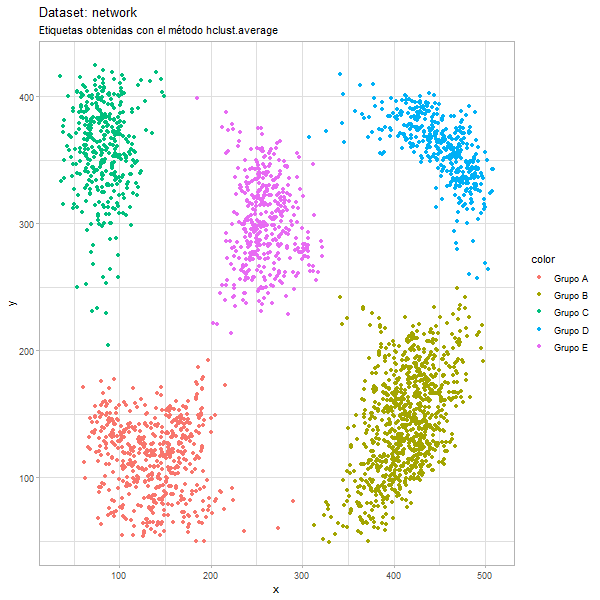 Dataset: network
Etiquetas obtenidas con el método hclust.average
y
400
300
200
100
100
200
300
400
500
x
color
Grupo A
Grupo B
Grupo C
Grupo D
Grupo E